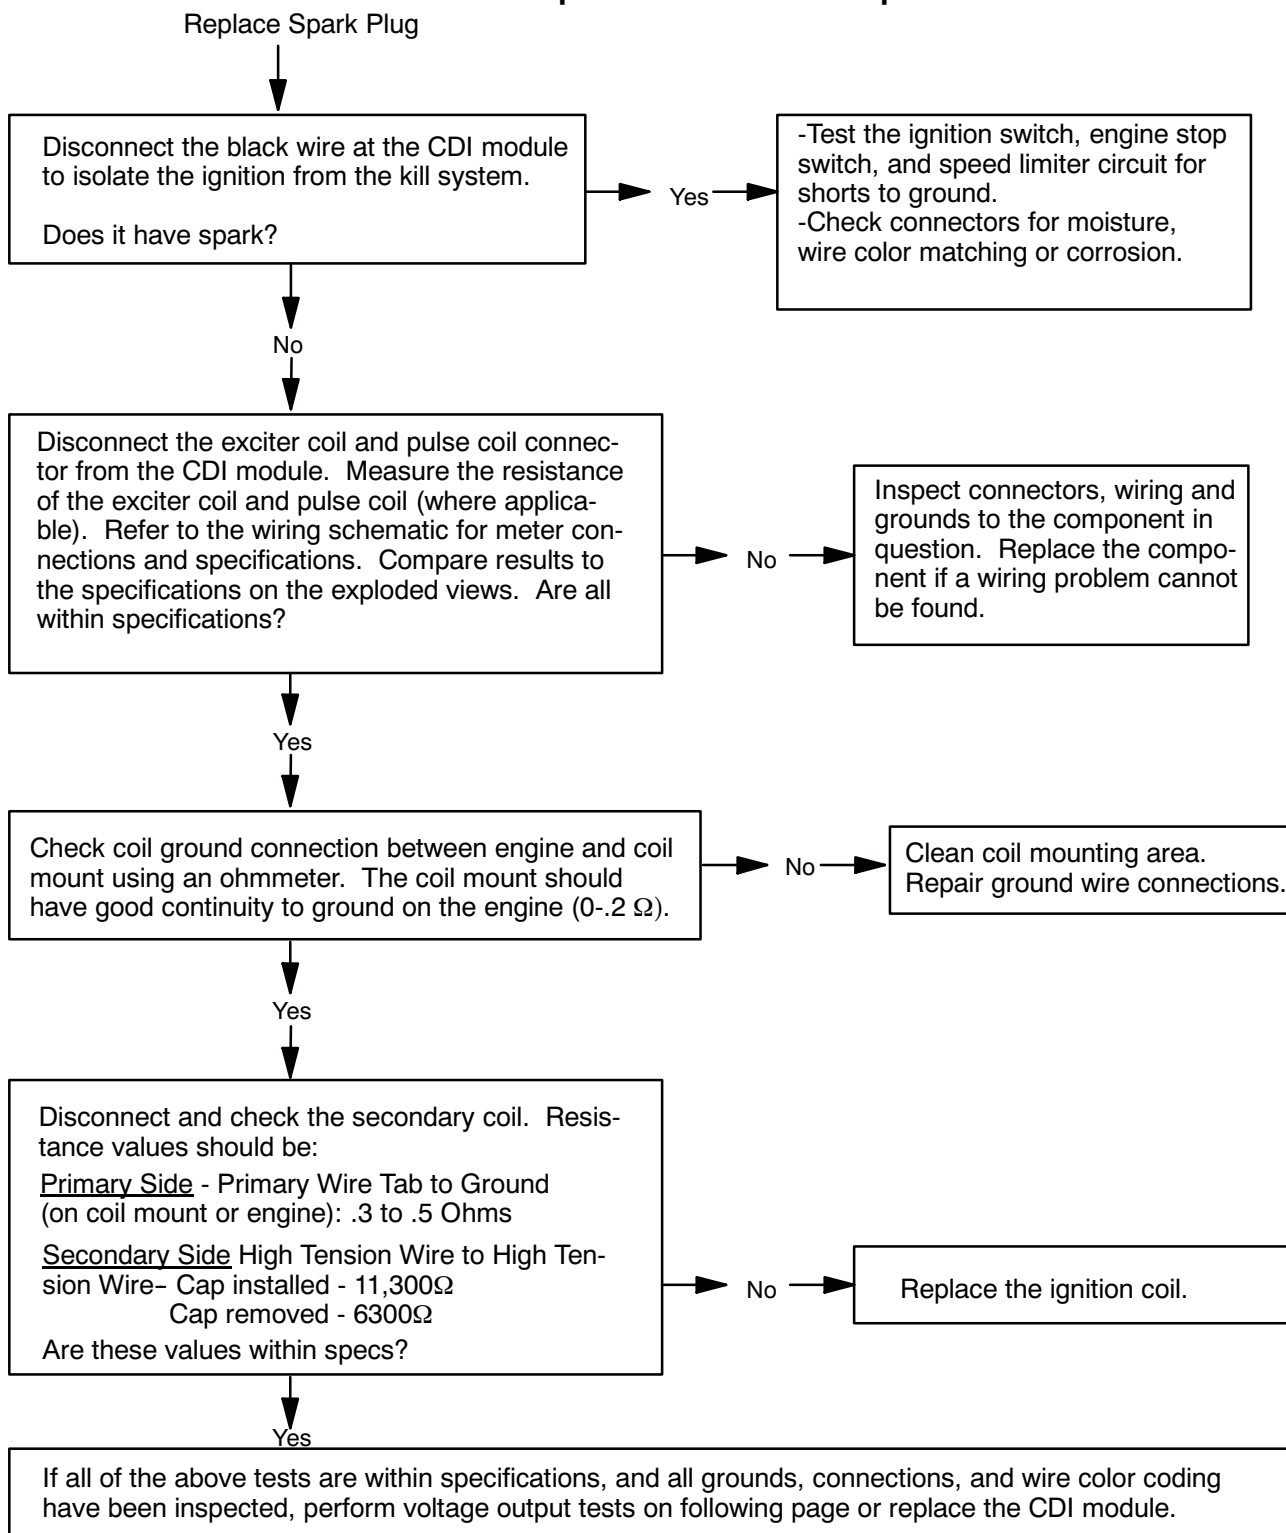 Replace Spark Plug
Disconnect the black wire at the CDI module
to isolate the ignition from the kill system.
Does it have spark?
Yes
-Test the ignition switch, engine stop
switch, and speed limiter circuit for
shorts to ground.
-Check connectors for moisture,
wire color matching or corrosion.
No
Disconnect the exciter coil and pulse coil connec-
tor from the CDI module.  Measure the resistance
of the exciter coil and pulse coil (where applica-
ble).  Refer to the wiring schematic for meter con-
nections and specifications.  Compare results to
the specifications on the exploded views.  Are all
within specifications?
No
Inspect connectors, wiring and
grounds to the component in
question.  Replace the compo-
nent if a wiring problem cannot
be found.
Yes
Check coil ground connection between engine and coil
mount using an ohmmeter.  The coil mount should
have good continuity to ground on the engine (0-.2 Ω).
No
Clean coil mounting area.
Repair ground wire connections.
Yes
Disconnect and check the secondary coil.  Resis-
tance values should be:
Primary Side - Primary Wire Tab to Ground
(on coil mount or engine): .3 to .5 Ohms
Secondary Side High Tension Wire to High Ten-
sion Wire– Cap installed - 11,300Ω
Cap removed - 6300Ω
Are these values within specs?
No
Replace the ignition coil.
Yes
If all of the above tests are within specifications, and all grounds, connections, and wire color coding
have been inspected, perform voltage output tests on following page or replace the CDI module.